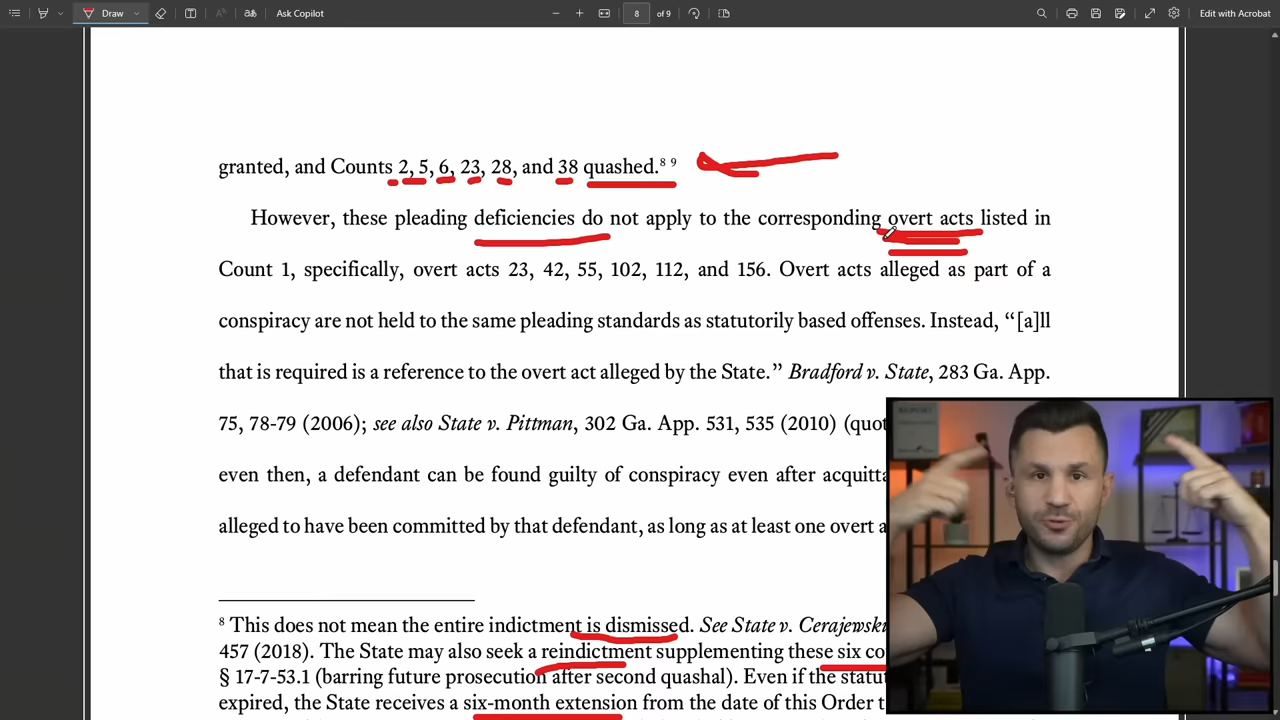 Draw
Ask Copilot
8 of 9
Edit with Acrobat
granted, and Counts 2, 5, 6, 23, 28, and 38 quashed.⁸ ⁹
However, these pleading deficiencies do not apply to the corresponding overt acts listed in
Count 1, specifically, overt acts 23, 42, 55, 102, 112, and 156. Overt acts alleged as part of a
conspiracy are not held to the same pleading standards as statutorily based offenses. Instead, “[a]ll
that is required is a reference to the overt act alleged by the State.” Bradford v. State, 283 Ga. App.
75, 78-79 (2006); see also State v. Pittman, 302 Ga. App. 531, 535 (2010) (quot
even then, a defendant can be found guilty of conspiracy even after acquitta
alleged to have been committed by that defendant, as long as at least one overt a
⁸ This does not mean the entire indictment is dismissed. See State v. Cerajewski
457 (2018). The State may also seek a reindictment supplementing these six co
§ 17-7-53.1 (barring future prosecution after second quashal). Even if the statut
expired, the State receives a six-month extension from the date of this Order t